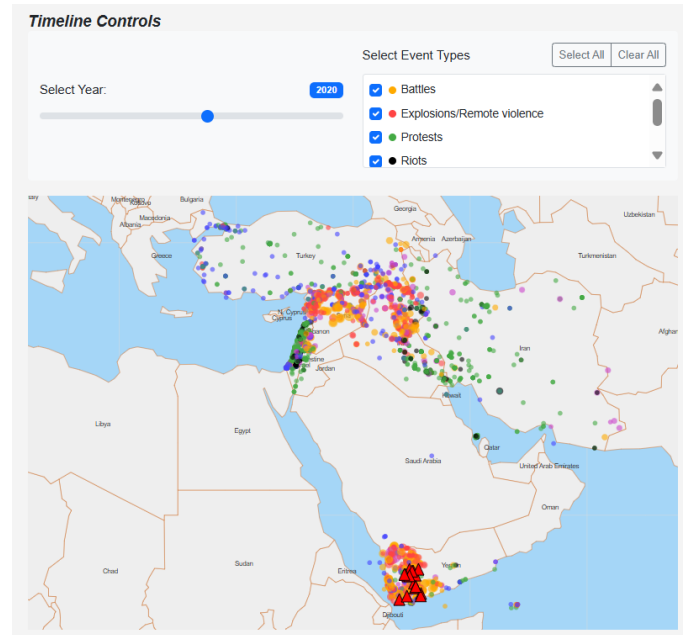 Timeline Controls
Select Event Types
Select All
Clear All
Select Year:
2020
Battles
Explosions/Remote violence
Protests
Riots
Bulgaria
Georgia
Uzbekistan
Macedonia
Albania
Armenia
Azerbaijan
Greece
Turkey
Turkmenistan
N. Cyprus
Cyprus
Iran
Jordan
Kuwait
Libya
Egypt
Qatar
Saudi Arabia
United Arab Emirates
Oman
Chad
Sudan
Eritrea
Yemen
Djibouti